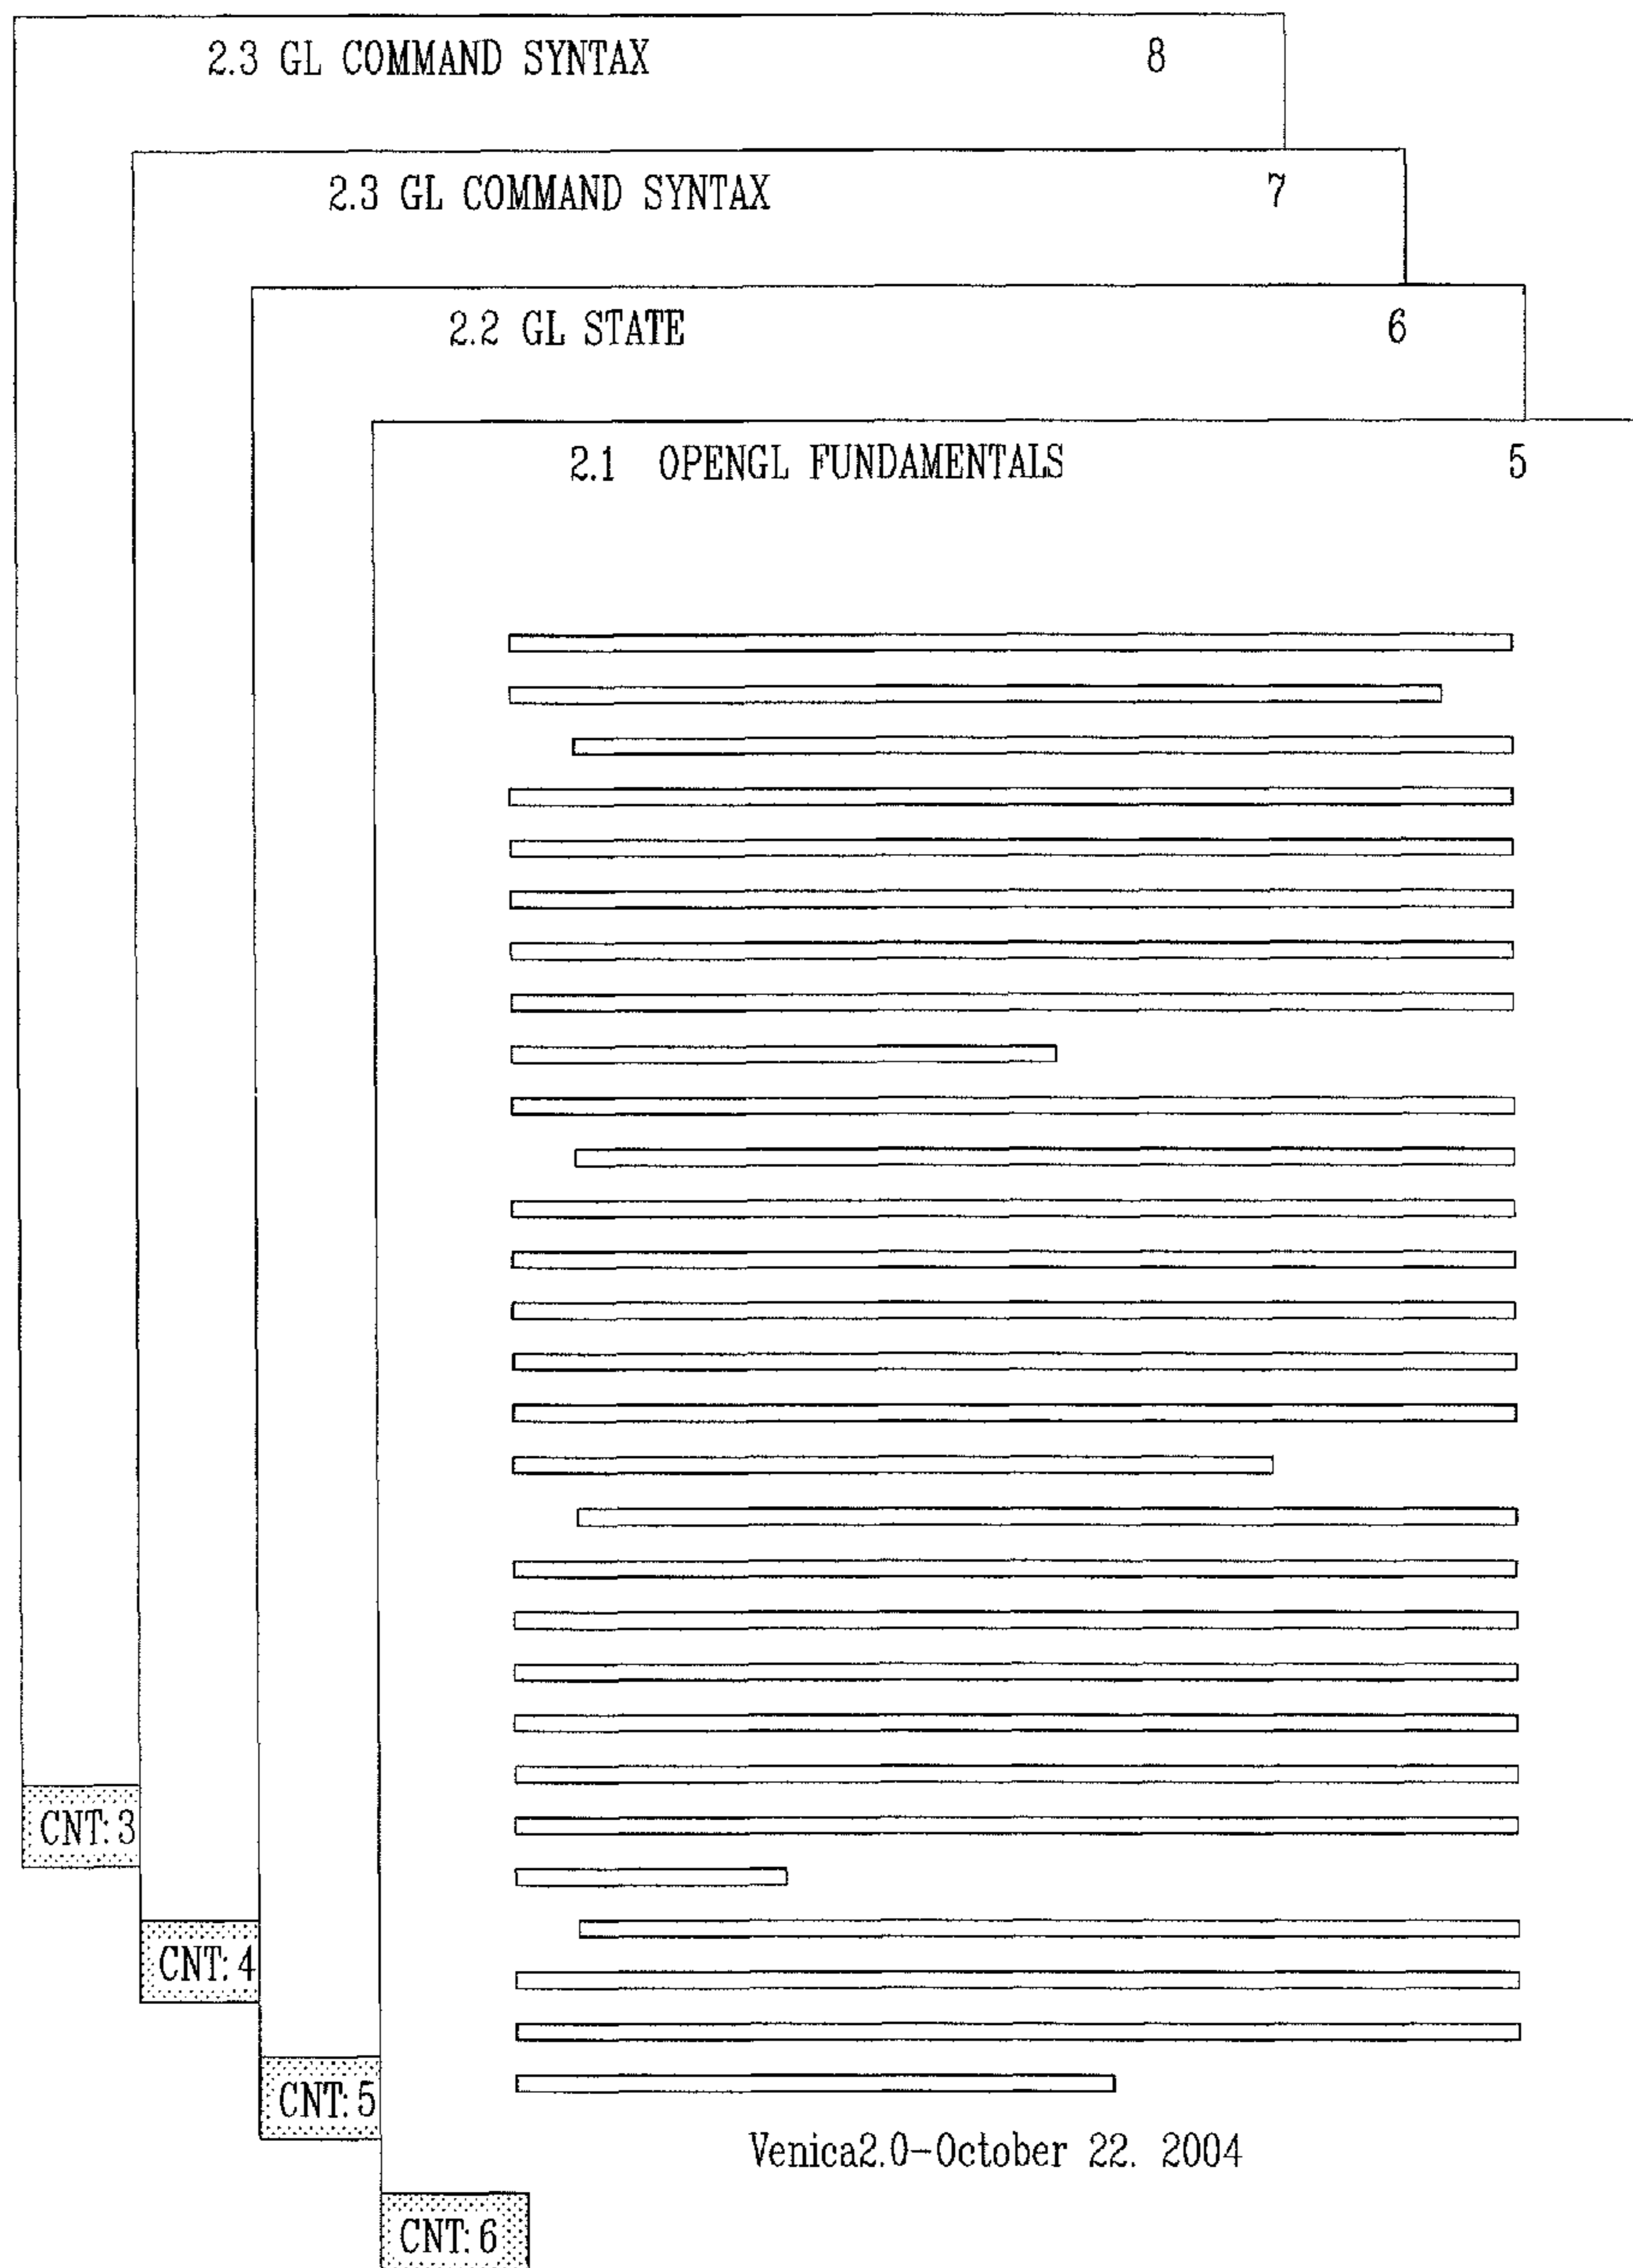 2.3 GL COMMAND SYNTAX 8
2.3 GL COMMAND SYNTAX 7
2.2 GL STATE 6
2.1 OPENGL FUNDAMENTALS 5
CNT: 3
CNT: 4
CNT: 5
Venica2.0-October 22. 2004
CNT: 6